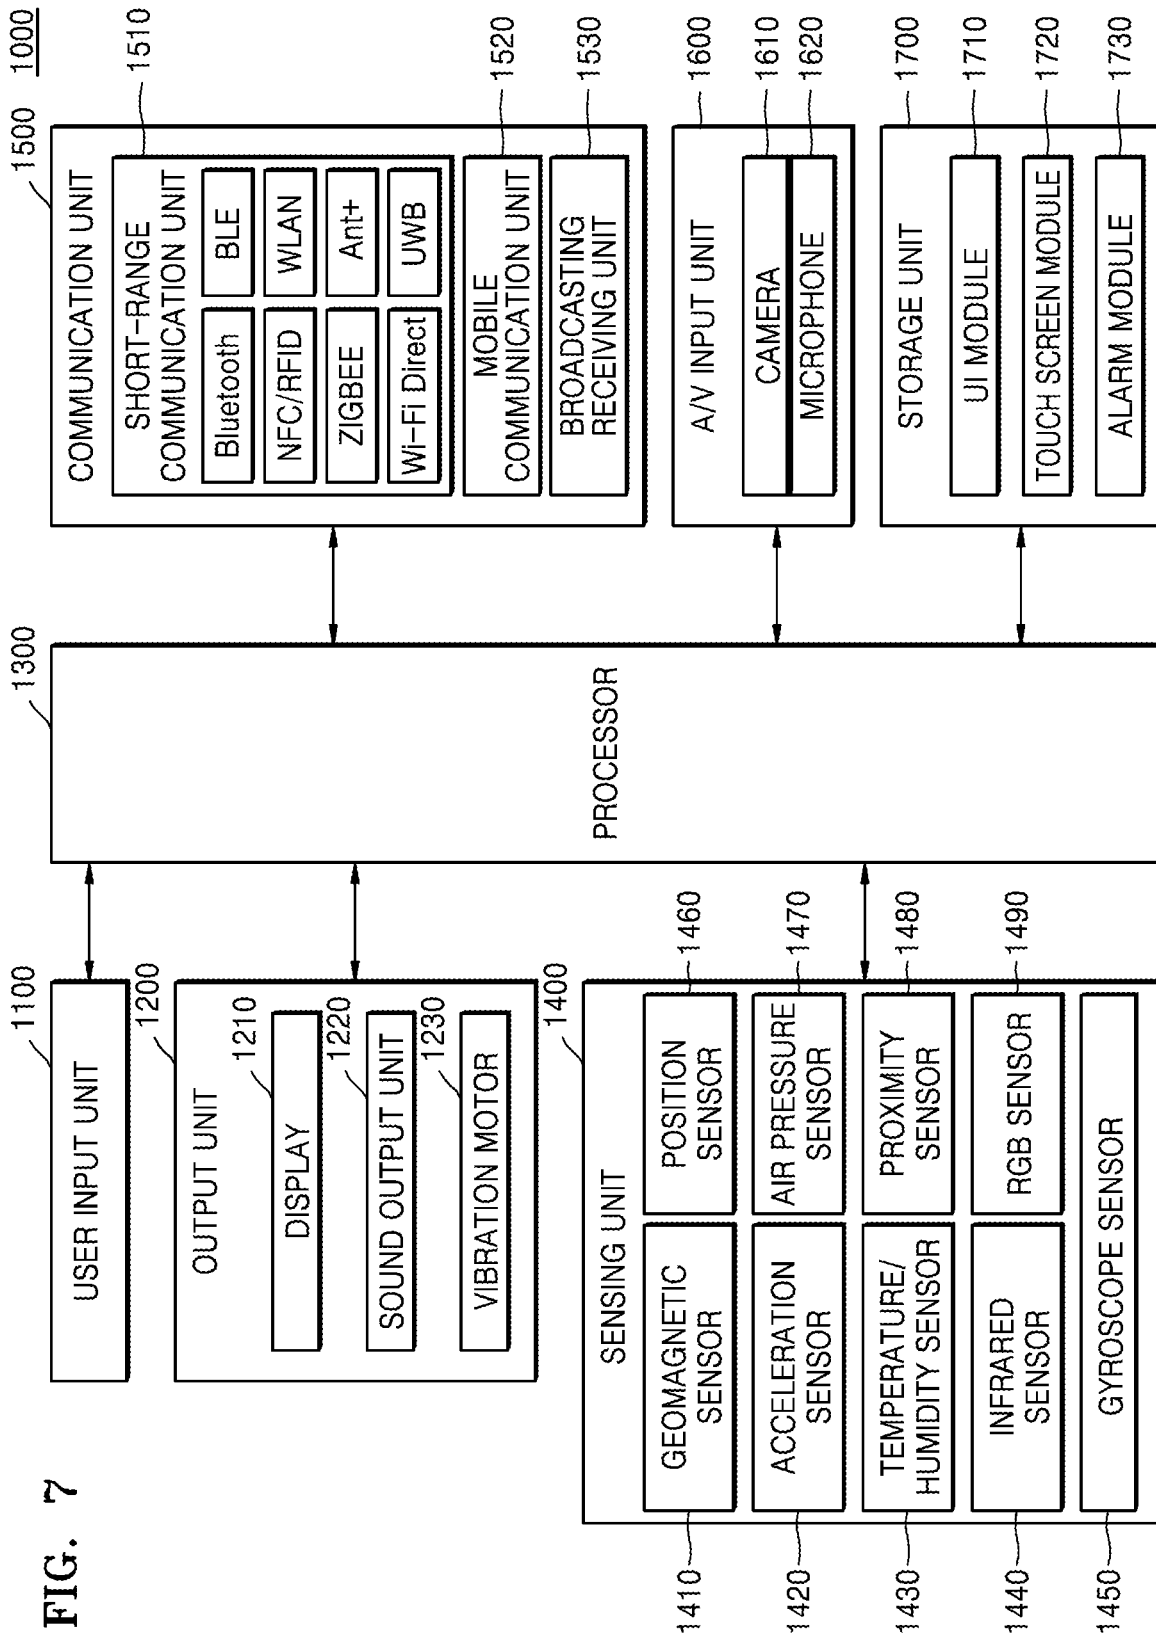 FIG. 7
1000
1100
USER INPUT UNIT
1200
OUTPUT UNIT
1210
DISPLAY
1220
SOUND OUTPUT UNIT
1230
VIBRATION MOTOR
1400
SENSING UNIT
1410
GEOMAGNETIC
SENSOR
POSITION
SENSOR
1460
1420
ACCELERATION
SENSOR
AIR PRESSURE
SENSOR
1470
1430
TEMPERATURE/
HUMIDITY SENSOR
PROXIMITY
SENSOR
1480
1440
INFRARED
SENSOR
RGB SENSOR
1490
1450
GYROSCOPE SENSOR
1300
PROCESSOR
1500
COMMUNICATION UNIT
1510
SHORT-RANGE
COMMUNICATION UNIT
Bluetooth
BLE
NFC/RFID
WLAN
ZIGBEE
Ant+
Wi-Fi Direct
UWB
MOBILE
COMMUNICATION UNIT
1520
BROADCASTING
RECEIVING UNIT
1530
1600
A/V INPUT UNIT
CAMERA
1610
MICROPHONE
1620
1700
STORAGE UNIT
UI MODULE
1710
TOUCH SCREEN MODULE
1720
ALARM MODULE
1730